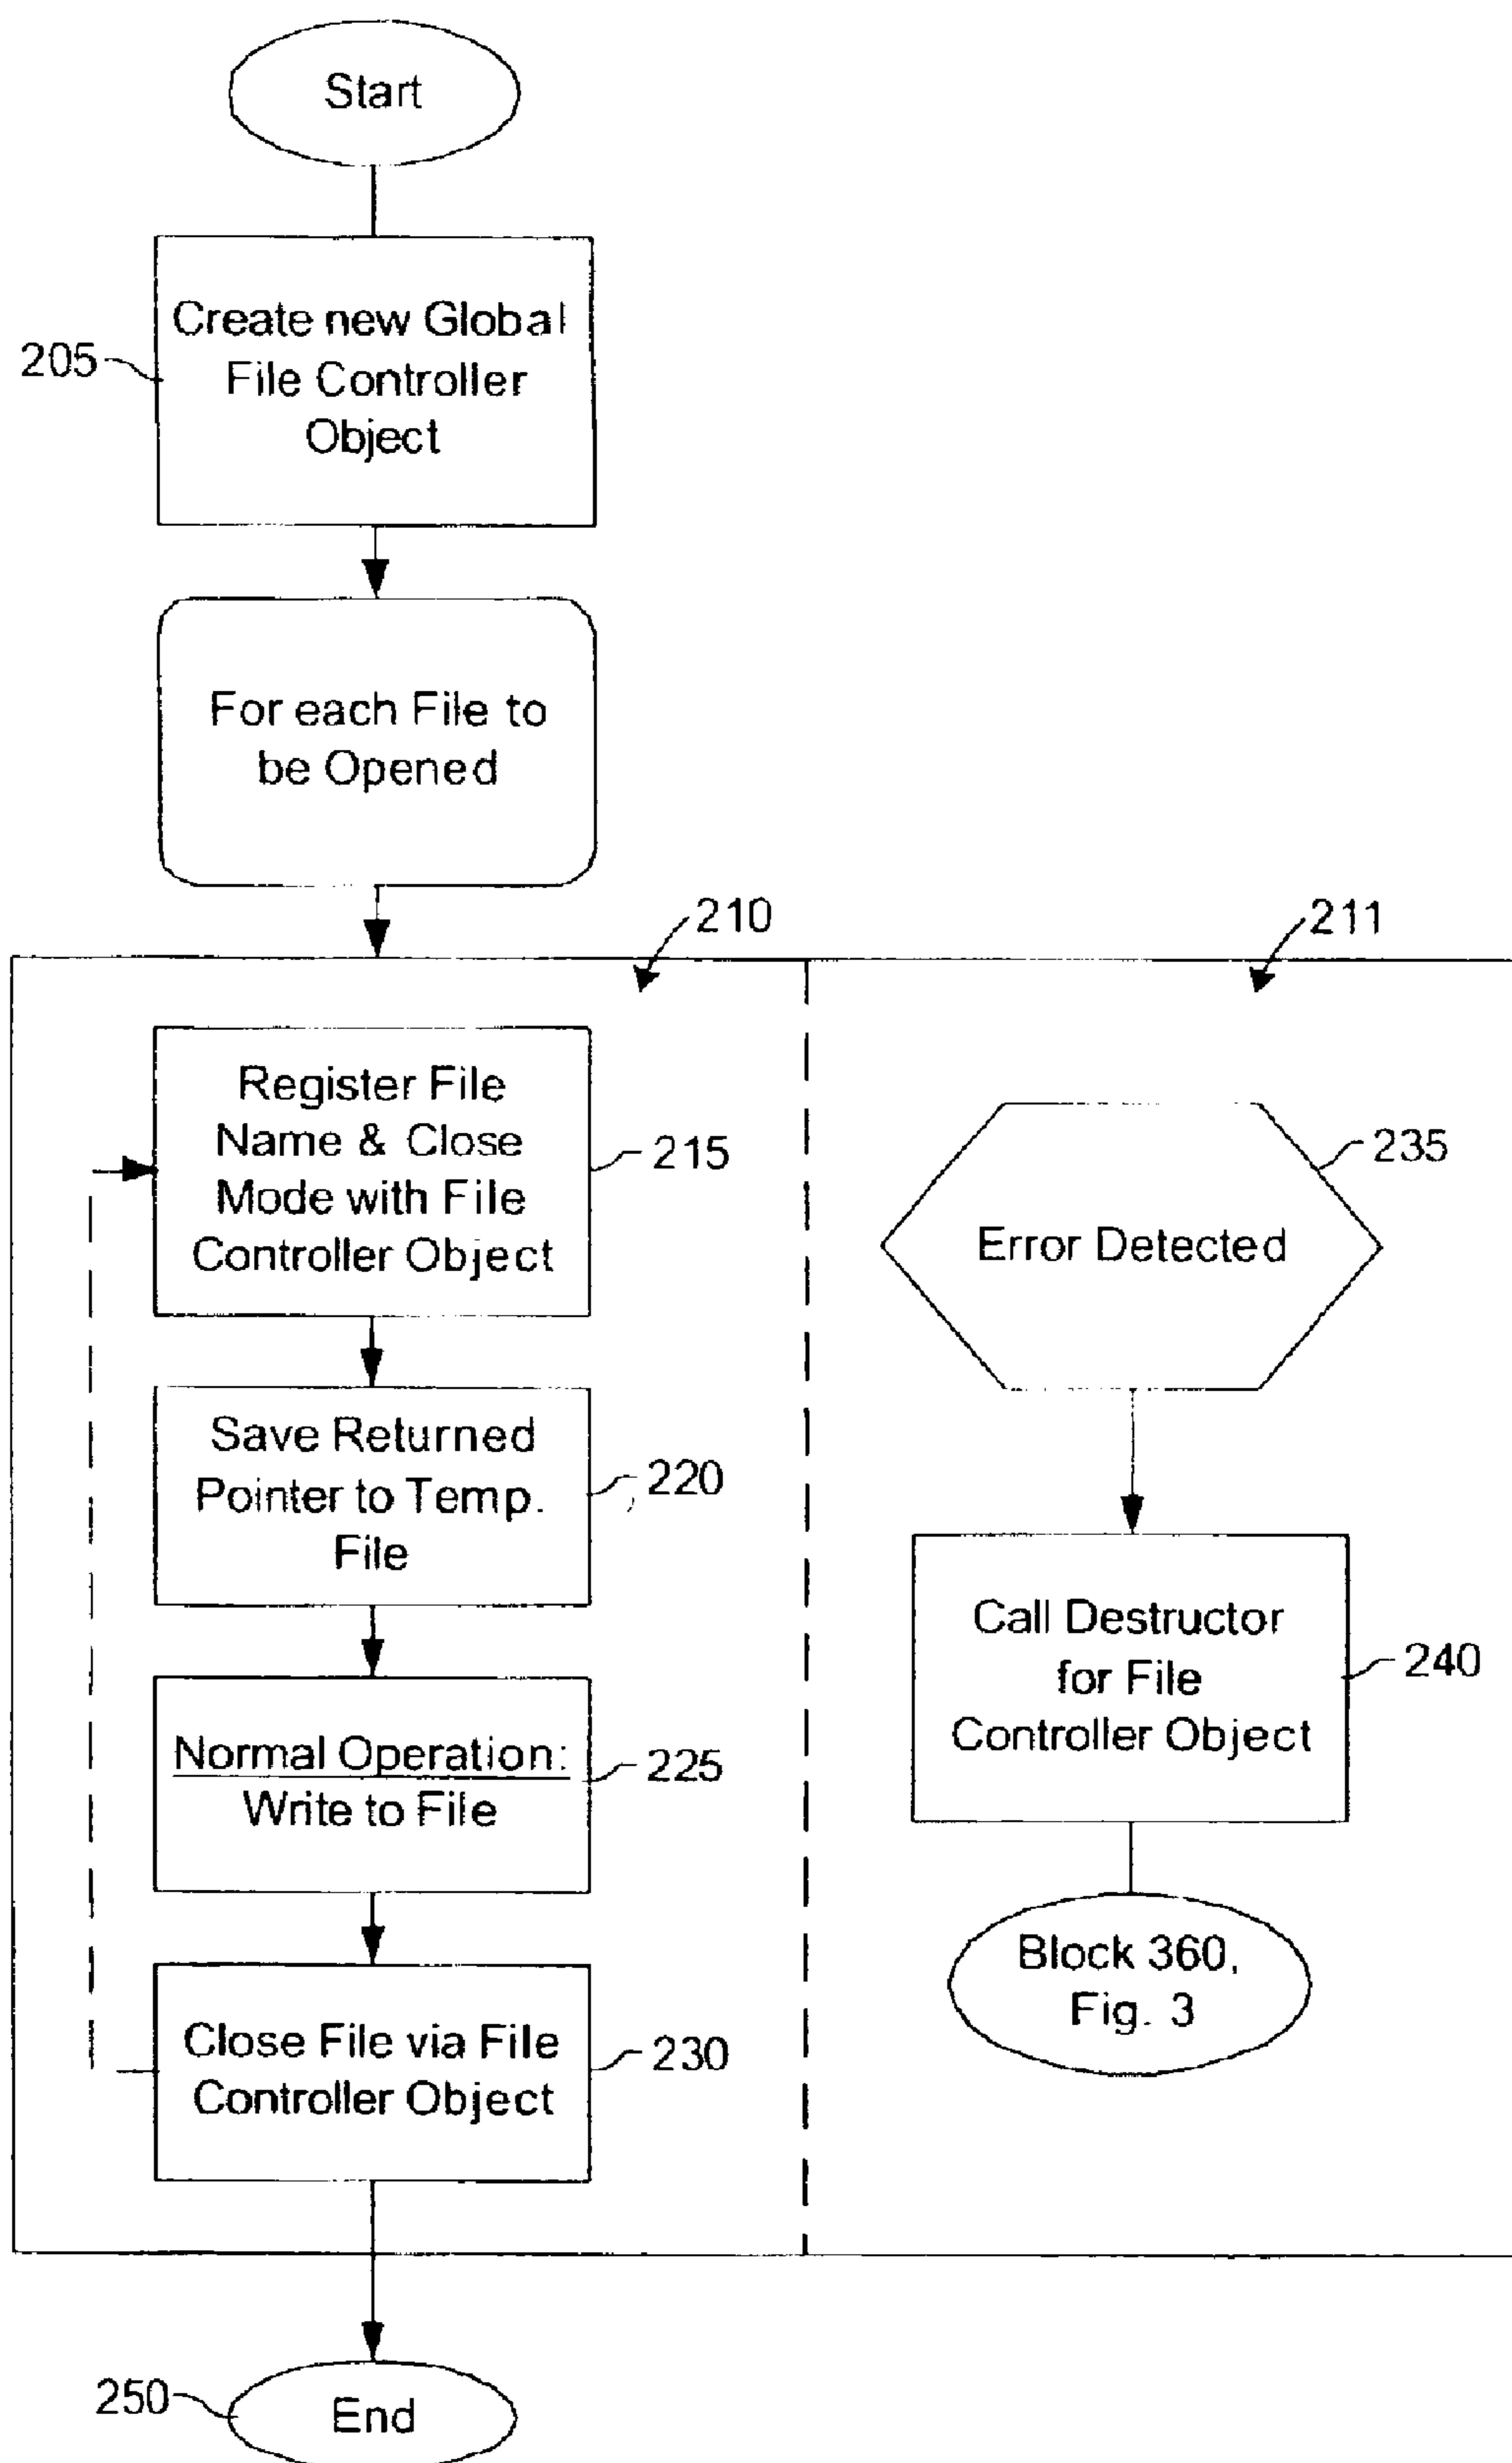 Start
Create new Global
File Controller
Object
205
For each File to
be Opened
210
211
Register File
Name & Close
Mode with File
Controller Object
215
Save Returned
Pointer to Temp.
File
220
Normal Operation:
Write to File
225
Close File via File
Controller Object
230
Error Detected
235
Call Destructor
for File
Controller Object
240
Block 360,
Fig. 3
250
End